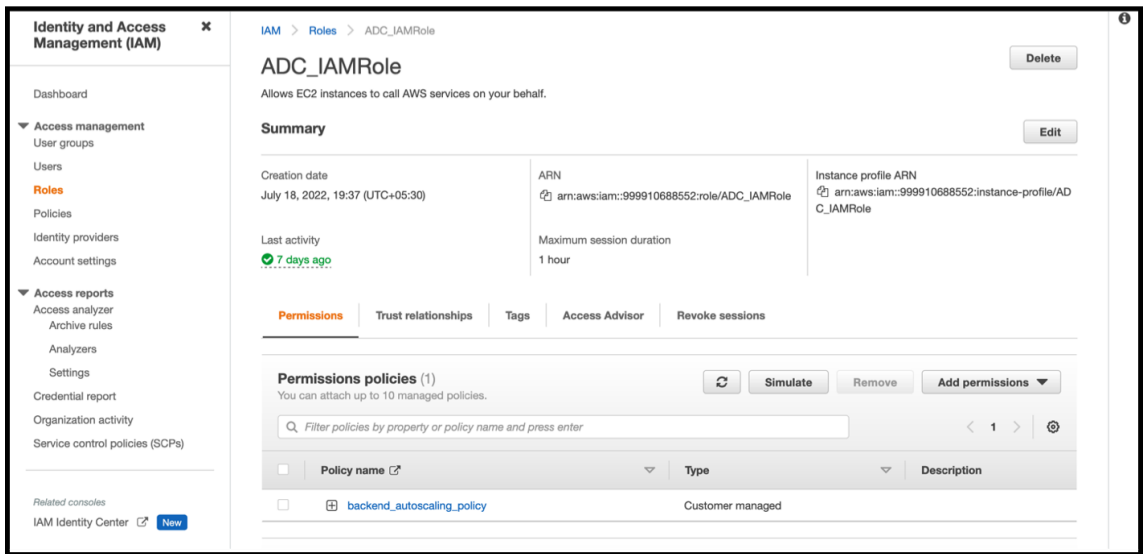 Identity and Access
Management (IAM)
Dashboard
Access management
User groups
Users
Roles
Policies
Identity providers
Account settings
Access reports
Access analyzer
Archive rules
Analyzers
Settings
Credential report
Organization activity
Service control policies (SCPs)
Related consoles
IAM Identity Center New
IAM > Roles > ADC_IAMRole
ADC_IAMRole
Delete
Allows EC2 instances to call AWS services on your behalf.
Summary
Edit
Creation date
July 18, 2022, 19:37 (UTC+05:30)
ARN
arn:aws:iam::999910688552:role/ADC_IAMRole
Instance profile ARN
arn:aws:iam::999910688552:instance-profile/AD
C_IAMRole
Last activity
7 days ago
Maximum session duration
1 hour
Permissions Trust relationships Tags Access Advisor Revoke sessions
Permissions policies (1)
You can attach up to 10 managed policies.
Simulate Remove Add permissions
Filter policies by property or policy name and press enter
< 1 >
Policy name Type Description
backend_autoscaling_policy Customer managed